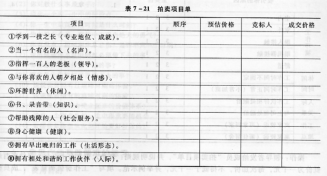 表 7-21 拍卖项目单
项目 顺序 预估价格 竞标人 成交价格
①学到一技之长（专业地位、成就）。
②当一个有名的人（名声）。
③指挥一百人的老板（领导）。
④与你喜欢的人朝夕相处（情感）。
⑤环游世界（休闲）。
⑥书、录音带（知识）。
⑦帮助残障的人（社会服务）。
⑧身心健康（健康）。
⑨拥有早出晚归的工作（生活形态）。
⑩拥有相处和谐的工作伙伴（人际）。